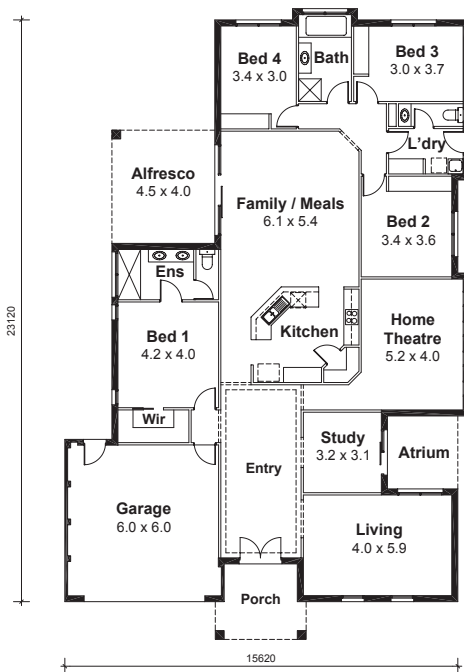 Bed 4
3.4 x 3.0
Bath
Bed 3
3.0 x 3.7
L'dry
Alfresco
4.5 x 4.0
Family / Meals
6.1 x 5.4
Bed 2
3.4 x 3.6
Ens
Bed 1
4.2 x 4.0
Kitchen
Home
Theatre
5.2 x 4.0
Wir
Study
3.2 x 3.1
Atrium
Entry
Garage
6.0 x 6.0
Living
4.0 x 5.9
Porch
23120
15620